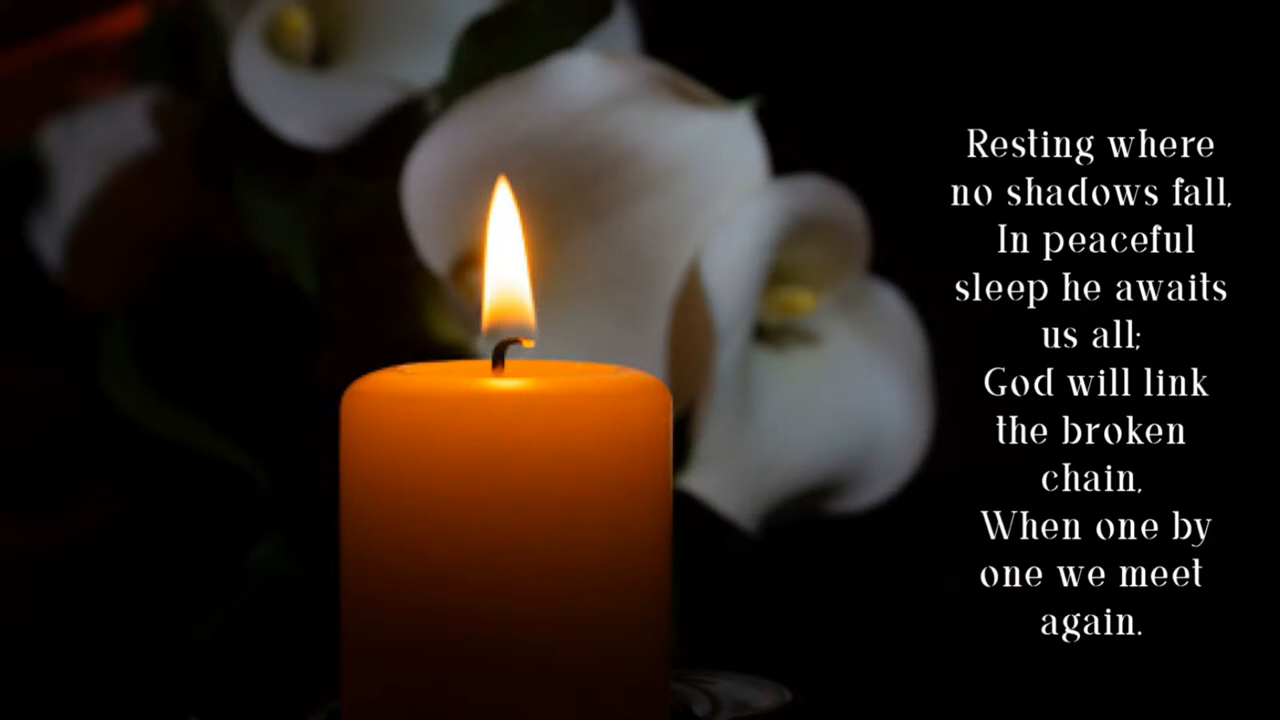 Resting where
no shadows fall,
In peaceful
sleep he awaits
us all;
God will link
the broken
chain,
When one by
one we meet
again.